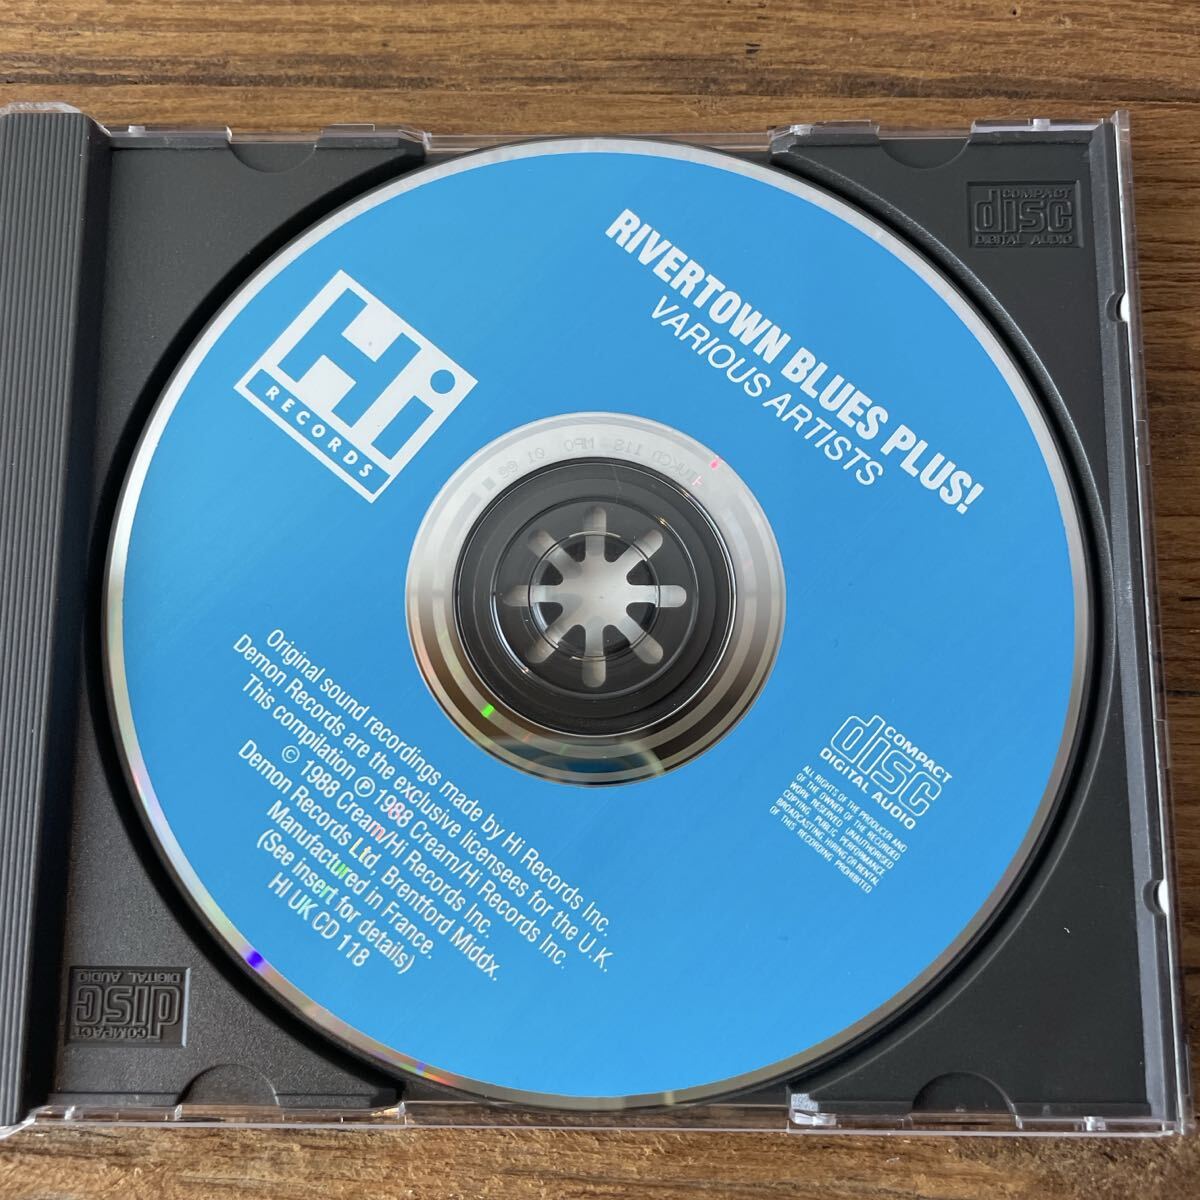 RIVERTOWN BLUES PLUS!
VARIOUS ARTISTS
Hi
RECORDS
Original sound recordings made by Hi Records Inc.
Demon Records are the exclusive licensees for the U.K.
This compilation ℗ 1988 Cream/Hi Records Inc.
© 1988 Cream/Hi Records Inc.
Demon Records Ltd, Brentford Middx.
Manufactured in France.
(See insert for details)
HI UK CD 118
COMPACT
disc
DIGITAL AUDIO
ALL RIGHTS OF THE PRODUCER AND
OF THE OWNER OF THE RECORDED
WORK RESERVED UNAUTHORISED
COPYING PUBLIC PERFORMANCE
BROADCASTING, HIRING OR RENTAL
OF THIS RECORDING PROHIBITED
COMPACT
disc
DIGITAL AUDIO
COMPACT
disc
DIGITAL AUDIO